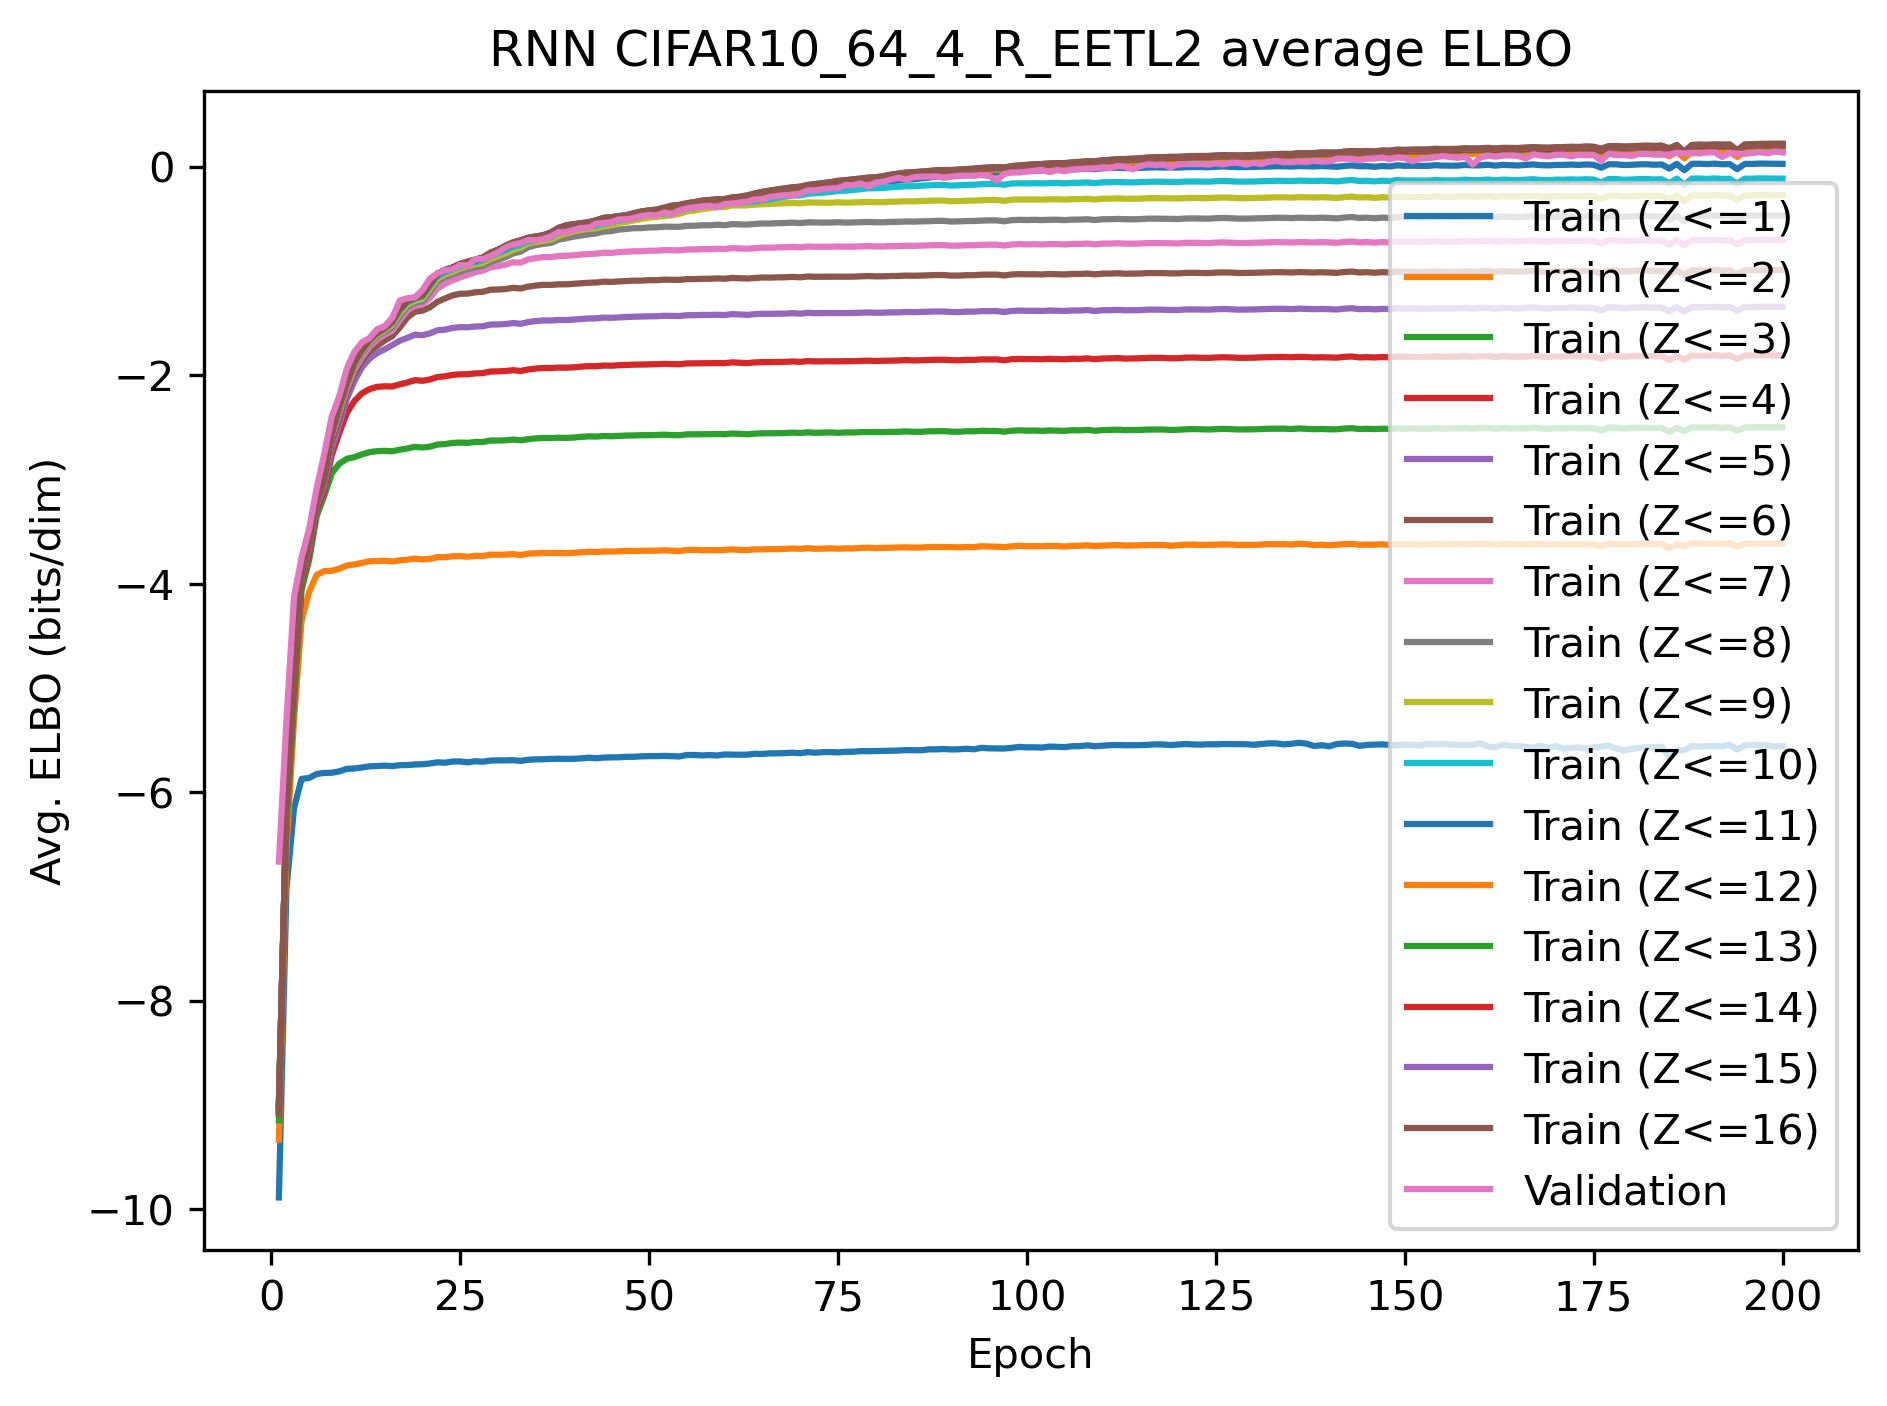 RNN CIFAR10_64_4_R_EETL2 average ELBO
Avg. ELBO (bits/dim)
0
−2
−4
−6
−8
−10
Train (Z<=1)
Train (Z<=2)
Train (Z<=3)
Train (Z<=4)
Train (Z<=5)
Train (Z<=6)
Train (Z<=7)
Train (Z<=8)
Train (Z<=9)
Train (Z<=10)
Train (Z<=11)
Train (Z<=12)
Train (Z<=13)
Train (Z<=14)
Train (Z<=15)
Train (Z<=16)
Validation
0 25 50 75 100 125 150 175 200
Epoch